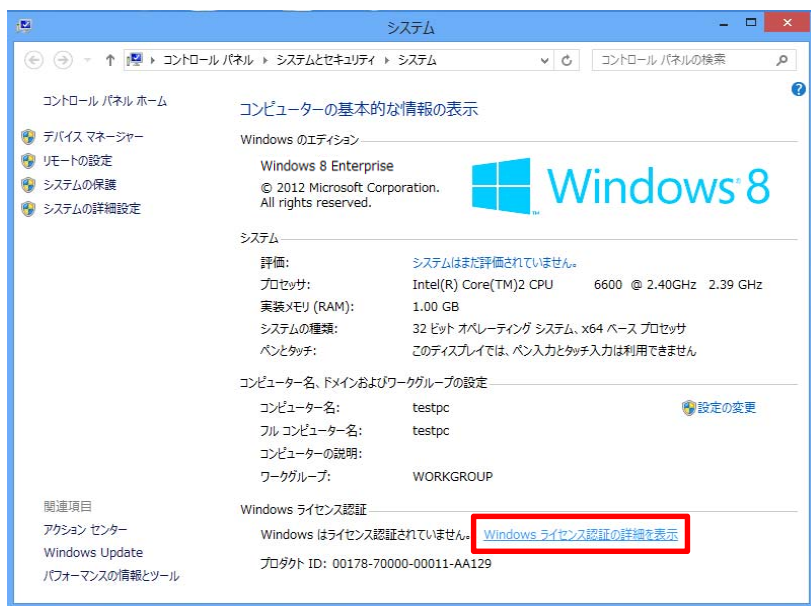 システム
コントロール パネル ▸ システムとセキュリティ ▸ システム
コントロール パネルの検索
コントロール パネル ホーム
デバイス マネージャー
リモートの設定
システムの保護
システムの詳細設定
コンピューターの基本的な情報の表示
Windows のエディション
Windows 8 Enterprise
© 2012 Microsoft Corporation.
All rights reserved.
Windows 8
システム
評価: システムはまだ評価されていません。
プロセッサ: Intel(R) Core(TM)2 CPU 6600 @ 2.40GHz 2.39 GHz
実装メモリ (RAM): 1.00 GB
システムの種類: 32 ビット オペレーティング システム、x64 ベース プロセッサ
ペンとタッチ: このディスプレイでは、ペン入力とタッチ入力は利用できません
コンピューター名、ドメインおよびワークグループの設定
コンピューター名: testpc 設定の変更
フル コンピューター名: testpc
コンピューターの説明:
ワークグループ: WORKGROUP
Windows ライセンス認証
Windows はライセンス認証されていません。 Windows ライセンス認証の詳細を表示
プロダクト ID: 00178-70000-00011-AA129
関連項目
アクション センター
Windows Update
パフォーマンスの情報とツール